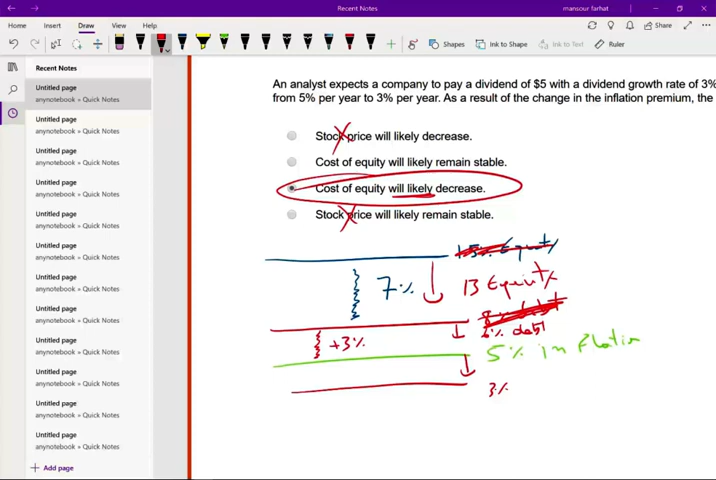 Recent Notes
mansour farhat
Home Insert Draw View Help
Share
Shapes Ink to Shape Ink to Text Ruler
Recent Notes
Untitled page
anynotebook » Quick Notes
Untitled page
anynotebook » Quick Notes
Untitled page
anynotebook » Quick Notes
Untitled page
anynotebook » Quick Notes
Untitled page
anynotebook » Quick Notes
Untitled page
anynotebook » Quick Notes
Untitled page
anynotebook » Quick Notes
Untitled page
anynotebook » Quick Notes
Untitled page
anynotebook » Quick Notes
Untitled page
anynotebook » Quick Notes
Untitled page
anynotebook » Quick Notes
Untitled page
anynotebook » Quick Notes
Add page
An analyst expects a company to pay a dividend of $5 with a dividend growth rate of 3%
from 5% per year to 3% per year. As a result of the change in the inflation premium, the
Stock price will likely decrease.
Cost of equity will likely remain stable.
Cost of equity will likely decrease.
Stock price will likely remain stable.
15% Equity
7%
13 Equity
8% debt
6% debt
+3%
5% inflation
3%